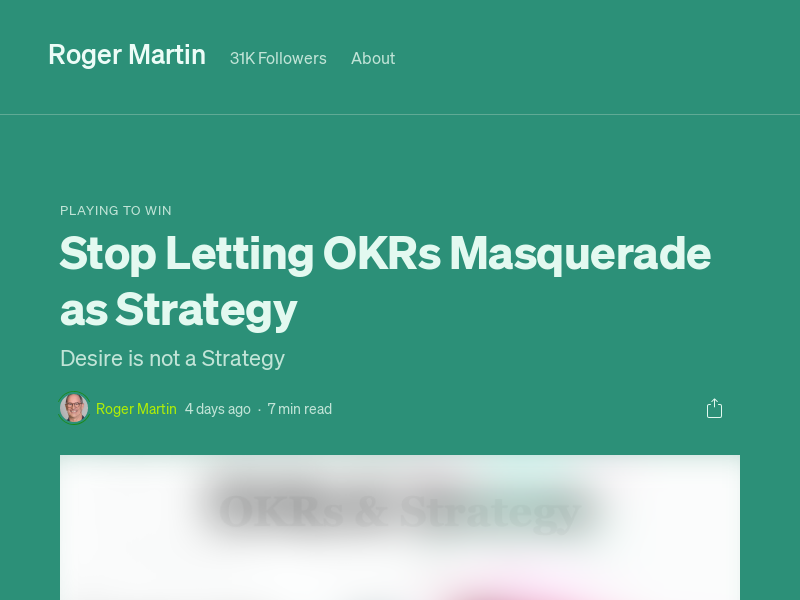 Roger Martin 31K Followers About
PLAYING TO WIN
Stop Letting OKRs Masquerade
as Strategy
Desire is not a Strategy
Roger Martin 4 days ago · 7 min read
OKRs & Strategy